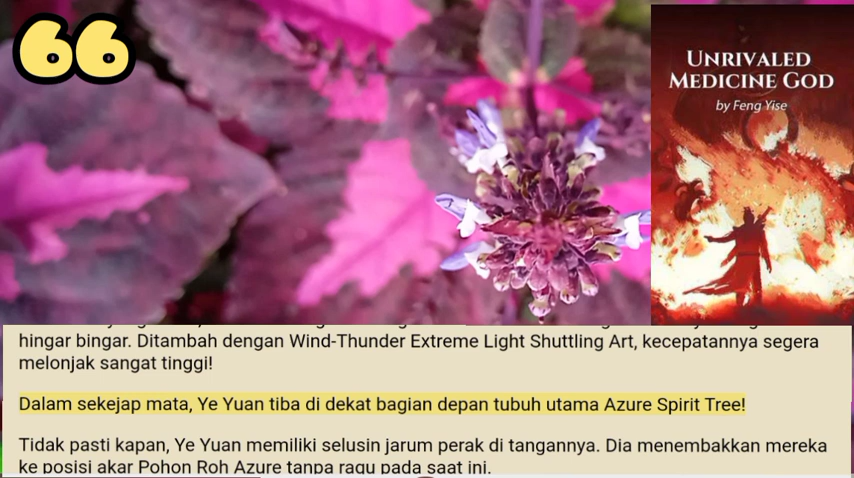 66
UNRIVALED
MEDICINE GOD
by Feng Yise
hingar bingar. Ditambah dengan Wind-Thunder Extreme Light Shuttling Art, kecepatannya segera
melonjak sangat tinggi!
Dalam sekejap mata, Ye Yuan tiba di dekat bagian depan tubuh utama Azure Spirit Tree!
Tidak pasti kapan, Ye Yuan memiliki selusin jarum perak di tangannya. Dia menembakkan mereka
ke posisi akar Pohon Roh Azure tanpa ragu pada saat ini.